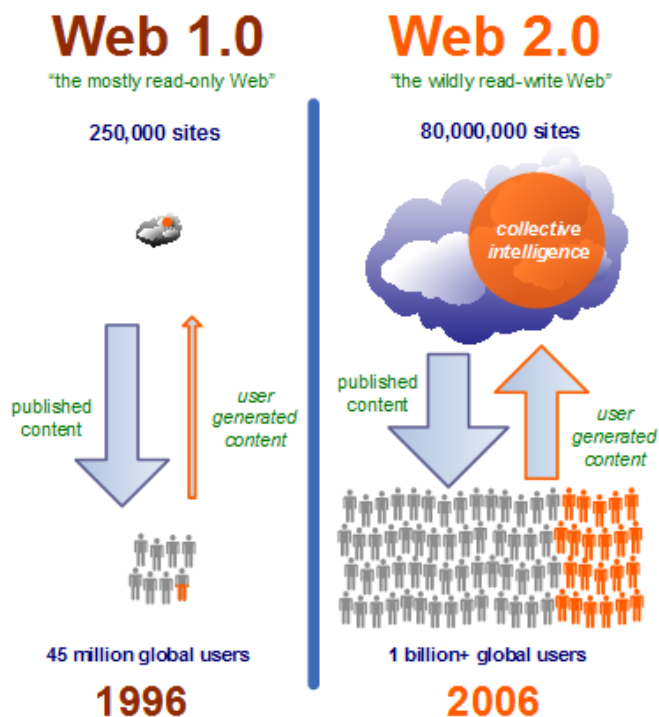 Web 1.0
“the mostly read-only Web”
250,000 sites
published
content
user
generated
content
45 million global users
1996
Web 2.0
“the wildly read-write Web”
80,000,000 sites
collective
intelligence
published
content
user
generated
content
1 billion+ global users
2006